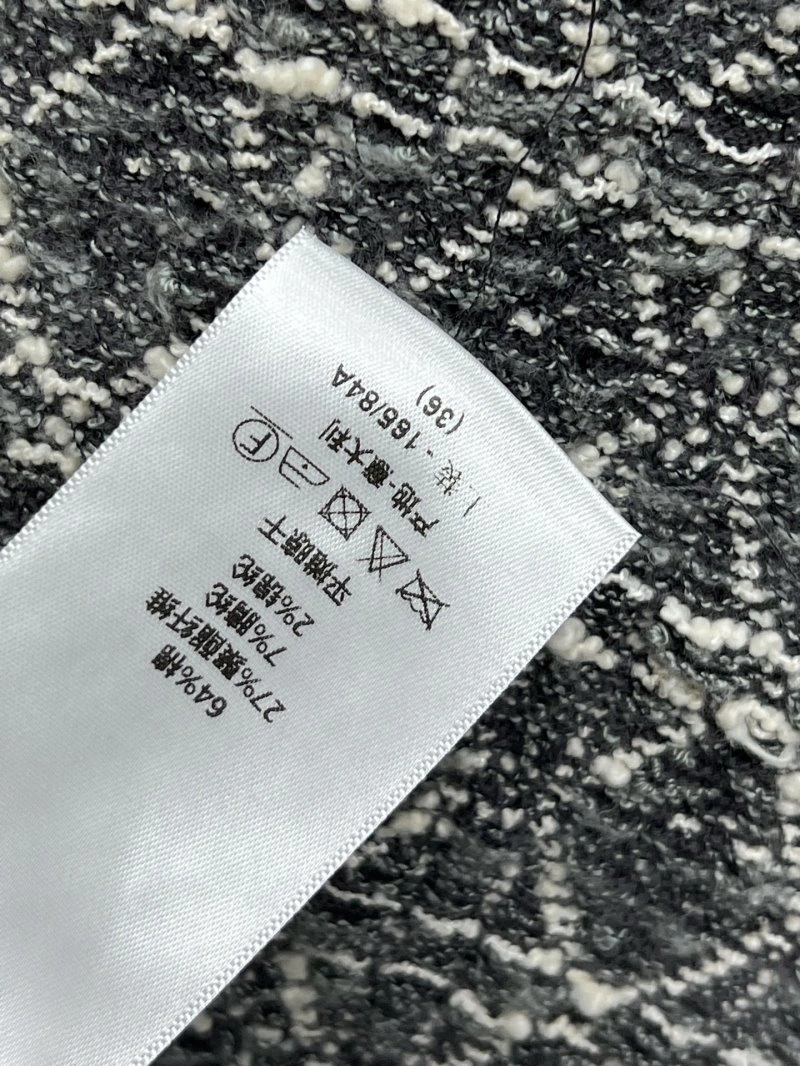 64%棉
27%聚酯纤维
7%腈纶
2%锦纶
平摊晾干
F
产地-意大利
上装 - 165/84A
(36)